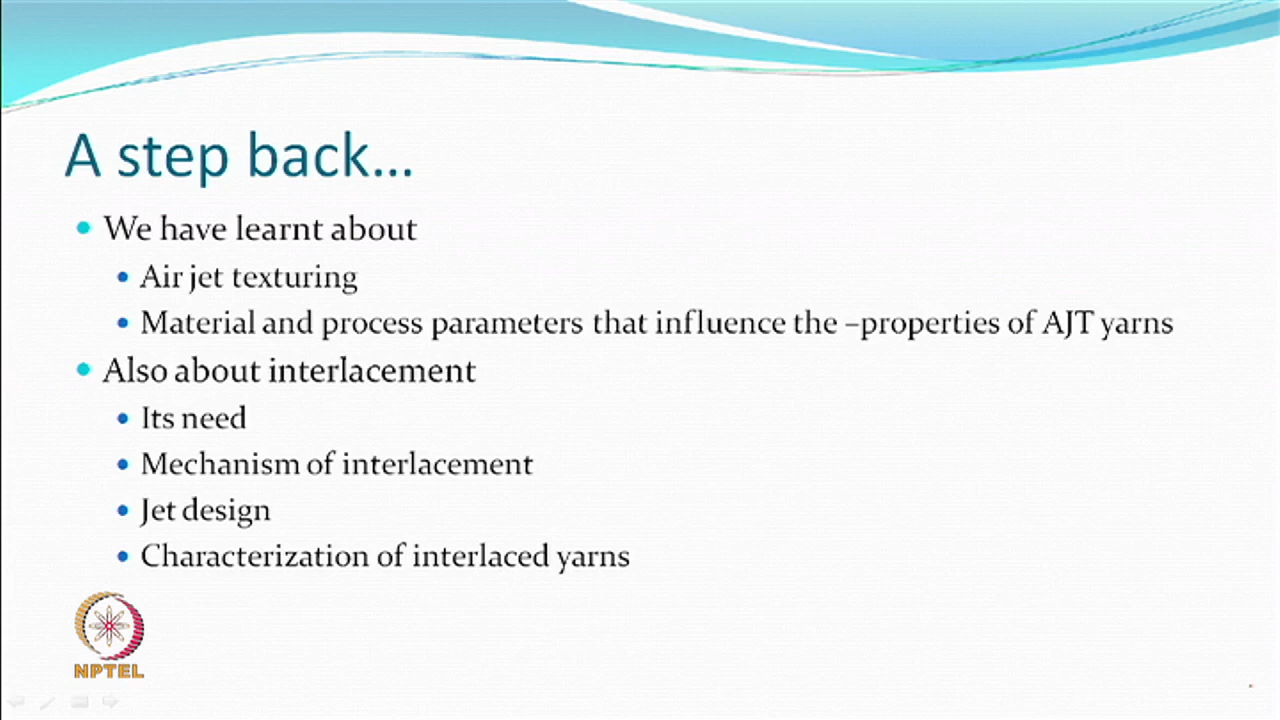 A step back...
We have learnt about
Air jet texturing
Material and process parameters that influence the –properties of AJT yarns
Also about interlacement
Its need
Mechanism of interlacement
Jet design
Characterization of interlaced yarns
NPTEL